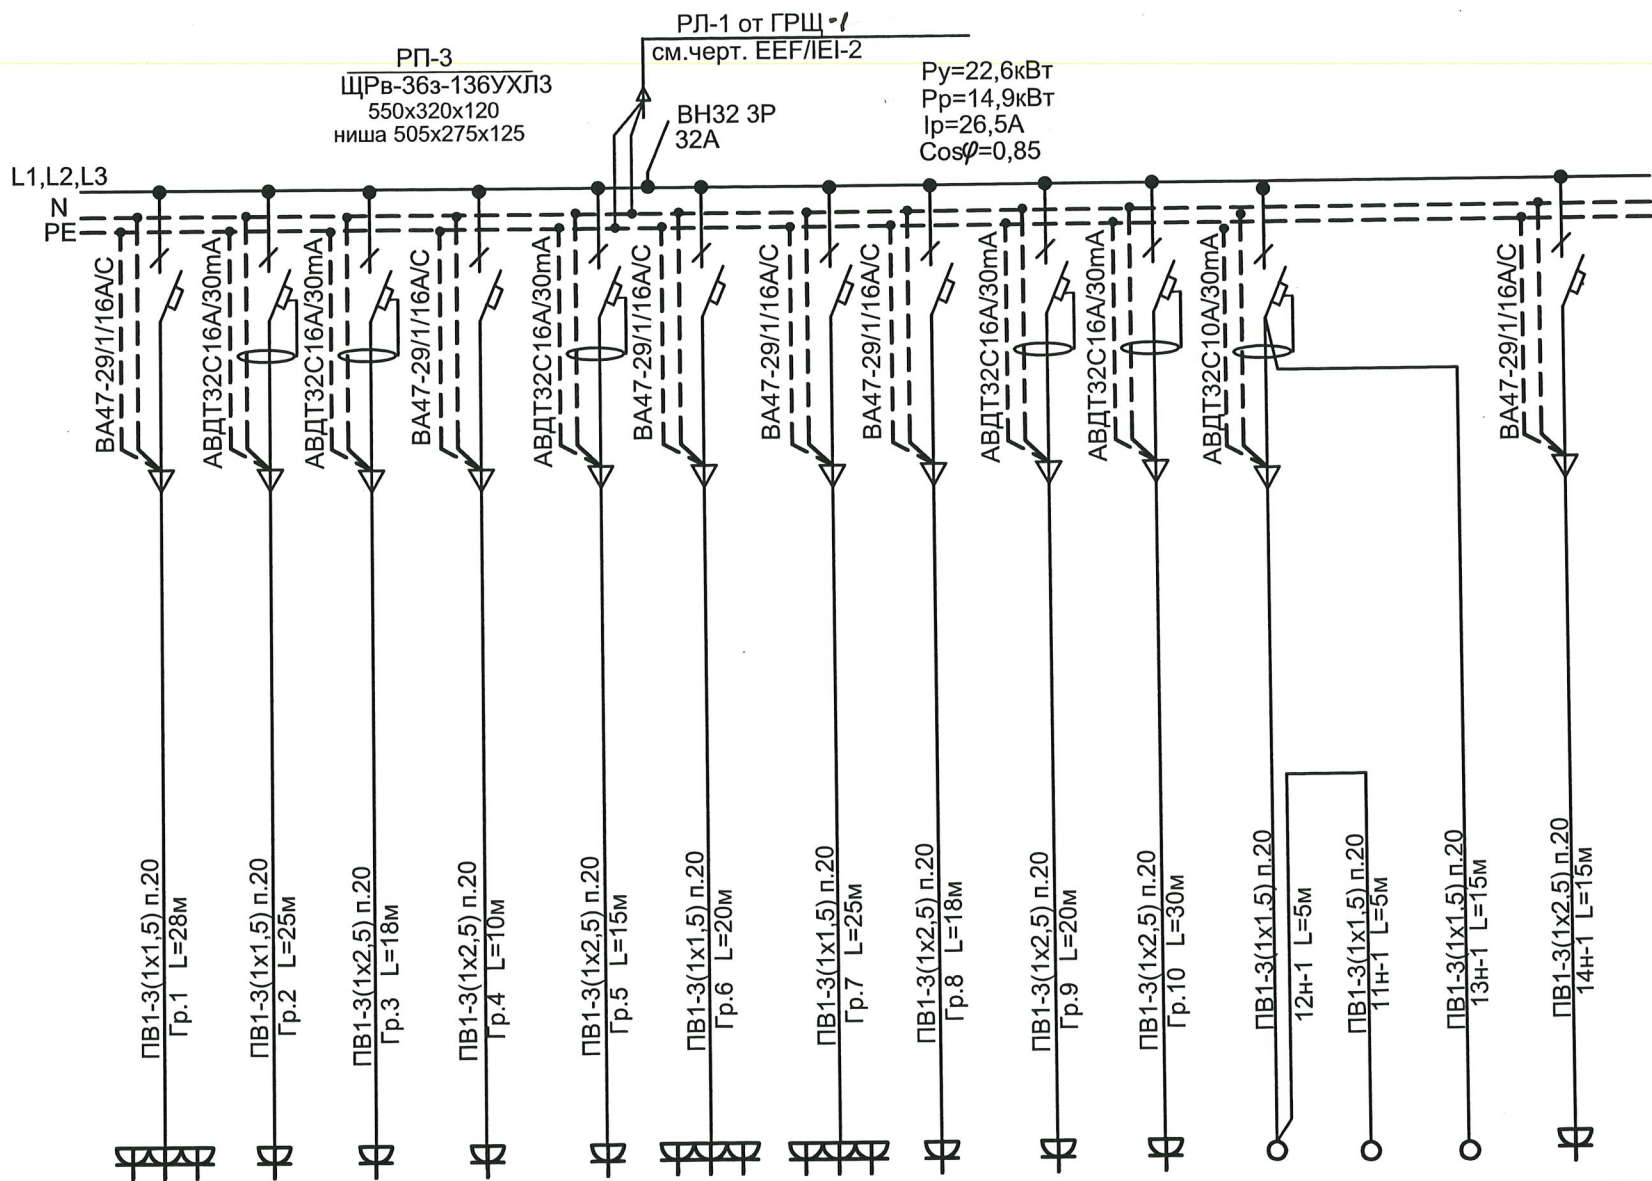 РЛ-1 от ГРЩ-1
см.черт. EEF/IEI-2
РП-3
ЩРв-36з-136УХЛ3
550х320х120
ниша 505х275х125
ВН32 3Р
32А
Ру=22,6кВт
Рр=14,9кВт
Iр=26,5А
Cosφ=0,85
L1,L2,L3
N
PE
ВА47-29/1/16А/С
АВДТ32С16А/30mA
АВДТ32С16А/30mA
ВА47-29/1/16А/С
АВДТ32С16А/30mA
ВА47-29/1/16А/С
ВА47-29/1/16А/С
ВА47-29/1/16А/С
АВДТ32С16А/30mA
АВДТ32С16А/30mA
АВДТ32С10А/30mA
ВА47-29/1/16А/С
ПВ1-3(1х1,5) п.20
Гр.1 L=28м
ПВ1-3(1х1,5) п.20
Гр.2 L=25м
ПВ1-3(1х2,5) п.20
Гр.3 L=18м
ПВ1-3(1х2,5) п.20
Гр.4 L=10м
ПВ1-3(1х2,5) п.20
Гр.5 L=15м
ПВ1-3(1х1,5) п.20
Гр.6 L=20м
ПВ1-3(1х1,5) п.20
Гр.7 L=25м
ПВ1-3(1х2,5) п.20
Гр.8 L=18м
ПВ1-3(1х2,5) п.20
Гр.9 L=20м
ПВ1-3(1х2,5) п.20
Гр.10 L=30м
ПВ1-3(1х1,5) п.20
12н-1 L=5м
ПВ1-3(1х1,5) п.20
11н-1 L=5м
ПВ1-3(1х1,5) п.20
13н-1 L=15м
ПВ1-3(1х2,5) п.20
14н-1 L=15м